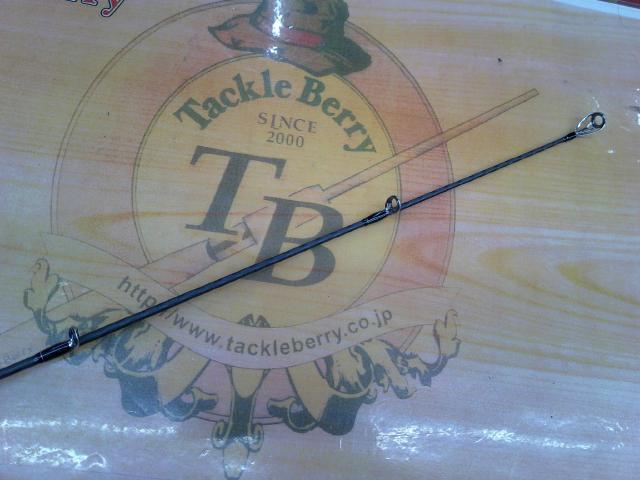 Tackle Berry
SINCE
2000
TB
http://www.tackleberry.co.jp